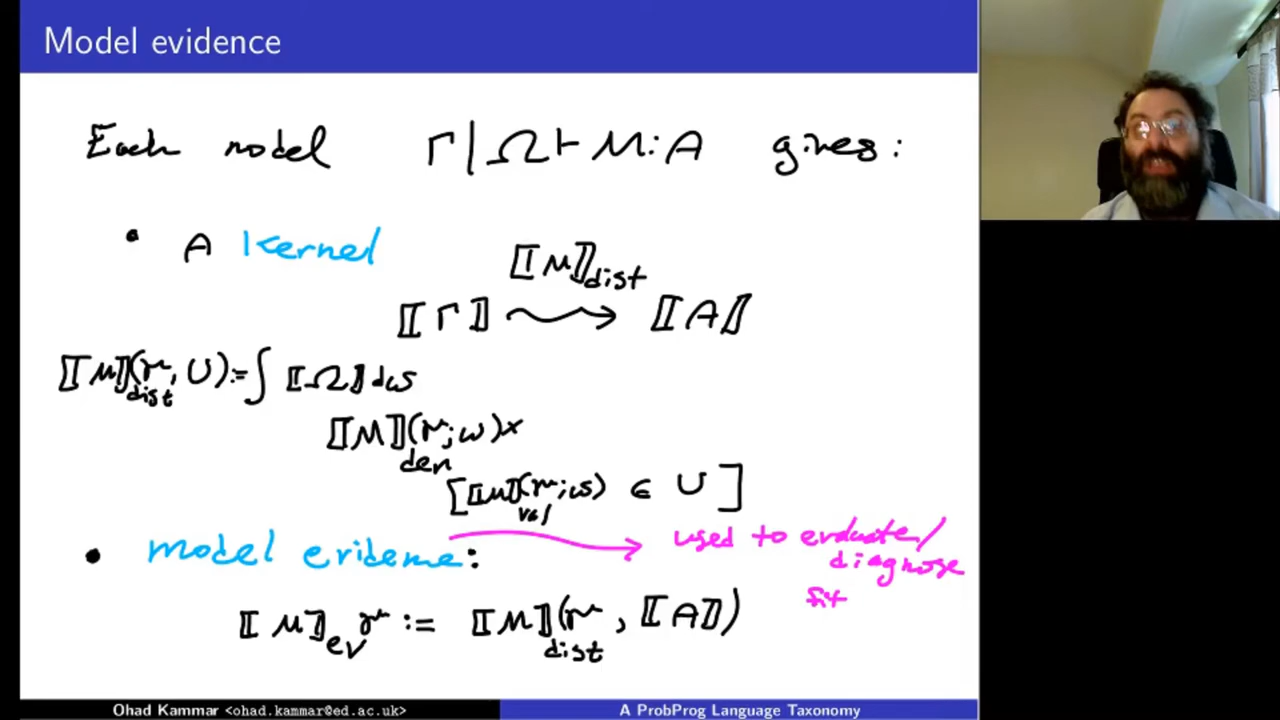 Model evidence
Each model Γ | Ω ⊢ M : A gives:
• A kernel
⟦M⟧dist
⟦Γ⟧ ⇝ ⟦A⟧
⟦M⟧dist(γ, U) := ∫ ⟦Ω⟧ dω
⟦M⟧den(γ; ω) ×
[⟦M⟧val(γ; ω) ∈ U]
• model evidence: → used to evaluate/
diagnose
fit
⟦M⟧ev γ := ⟦M⟧dist(γ, ⟦A⟧)
Ohad Kammar <ohad.kammar@ed.ac.uk> A ProbProg Language Taxonomy